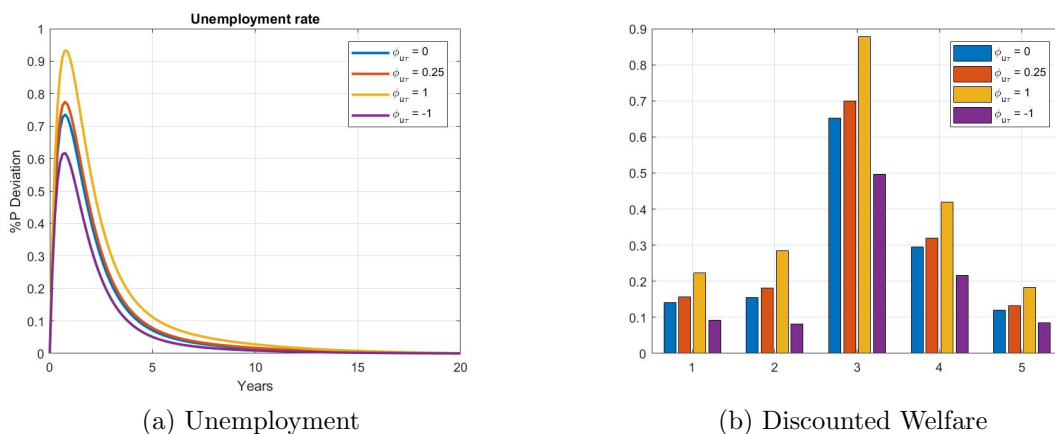 Unemployment rate
1
0.9
0.8
0.7
0.6
0.5
0.4
0.3
0.2
0.1
0
%P Deviation
0 5 10 15 20
Years
ϕuτ = 0
ϕuτ = 0.25
ϕuτ = 1
ϕuτ = -1
(a) Unemployment
0.9
0.8
0.7
0.6
0.5
0.4
0.3
0.2
0.1
0
1 2 3 4 5
ϕuτ = 0
ϕuτ = 0.25
ϕuτ = 1
ϕuτ = -1
(b) Discounted Welfare